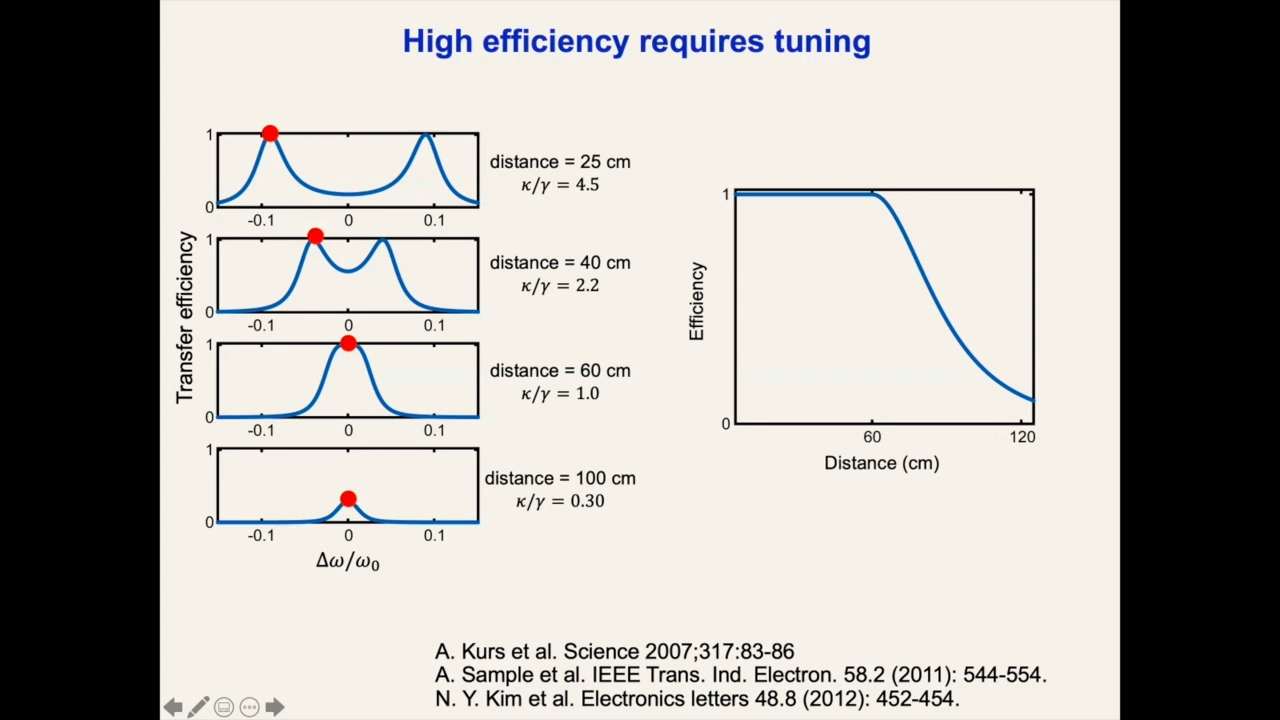 High efficiency requires tuning
Transfer efficiency
1
0
-0.1 0 0.1
distance = 25 cm
κ/γ = 4.5
1
0
-0.1 0 0.1
distance = 40 cm
κ/γ = 2.2
1
0
-0.1 0 0.1
distance = 60 cm
κ/γ = 1.0
1
0
-0.1 0 0.1
distance = 100 cm
κ/γ = 0.30
Δω/ω₀
Efficiency
1
0
60 120
Distance (cm)
A. Kurs et al. Science 2007;317:83-86
A. Sample et al. IEEE Trans. Ind. Electron. 58.2 (2011): 544-554.
N. Y. Kim et al. Electronics letters 48.8 (2012): 452-454.